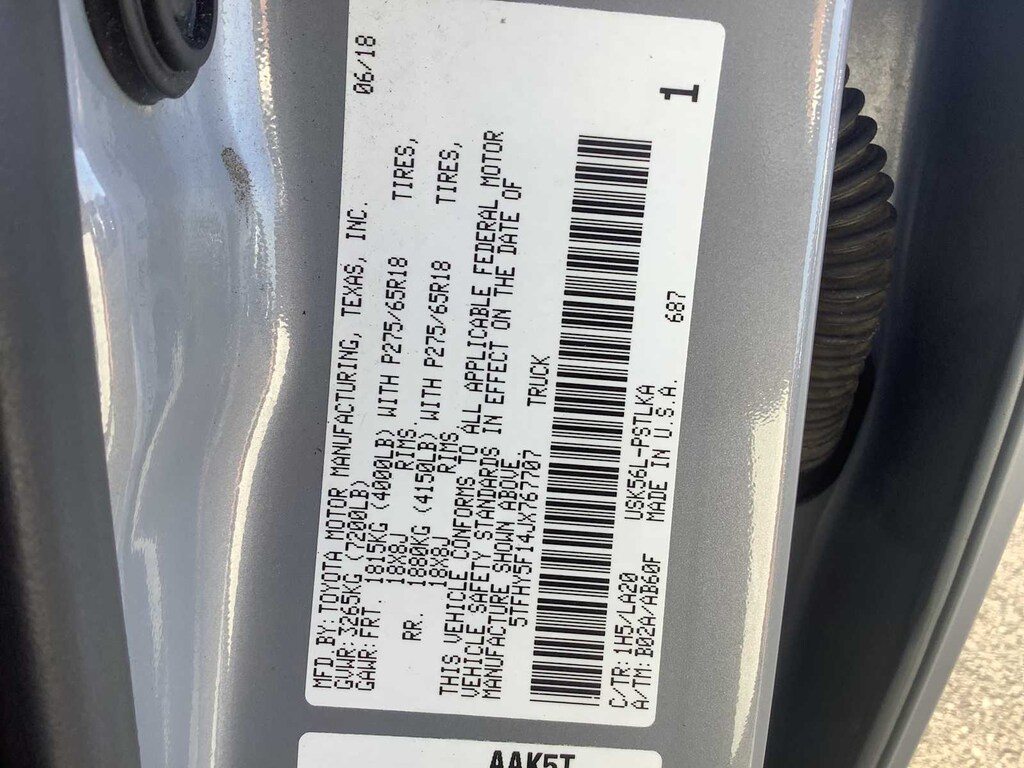 MFD BY: TOYOTA MOTOR MANUFACTURING, TEXAS, INC. 06/18
GVWR: 3265KG (7200LB)
GAWR: FRT. 1815KG (4000LB) WITH P275/65R18 TIRES,
18X8J RIMS.
RR. 1880KG (4150LB) WITH P275/65R18 TIRES,
18X8J RIMS.
THIS VEHICLE CONFORMS TO ALL APPLICABLE FEDERAL MOTOR
VEHICLE SAFETY STANDARDS IN EFFECT ON THE DATE OF
MANUFACTURE SHOWN ABOVE
5TFHY5F14JX767707 TRUCK
C/TR: 1H5/LA20 USK56L-PSTLKA 687
A/TM: B02A/AB60F MADE IN U.S.A.
1
AAK5T